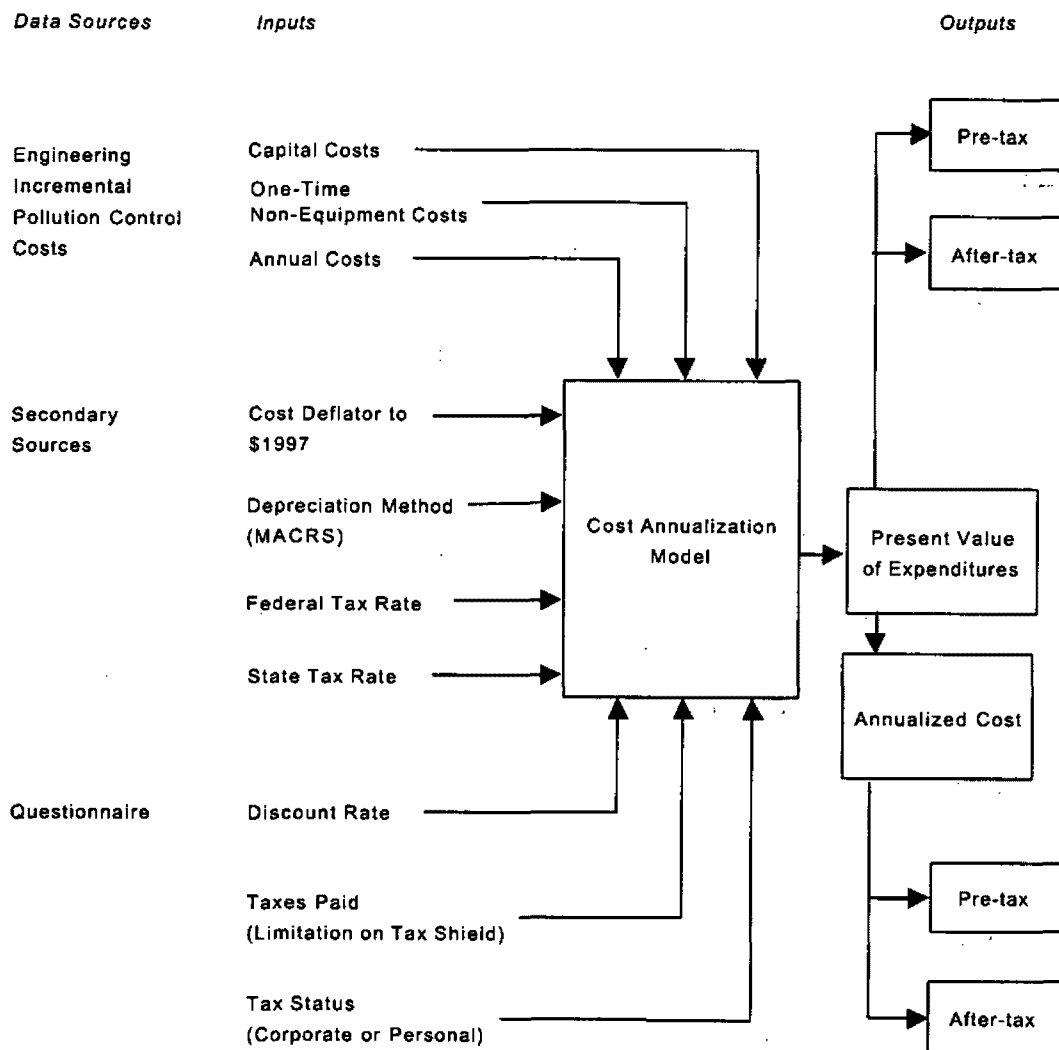 Data Sources
Inputs
Outputs
Engineering
Incremental
Pollution Control
Costs
Capital Costs
One-Time
Non-Equipment Costs
Annual Costs
Pre-tax
After-tax
Secondary
Sources
Cost Deflator to
$1997
Depreciation Method
(MACRS)
Federal Tax Rate
State Tax Rate
Cost Annualization
Model
Present Value
of Expenditures
Annualized Cost
Questionnaire
Discount Rate
Taxes Paid
(Limitation on Tax Shield)
Tax Status
(Corporate or Personal)
Pre-tax
After-tax